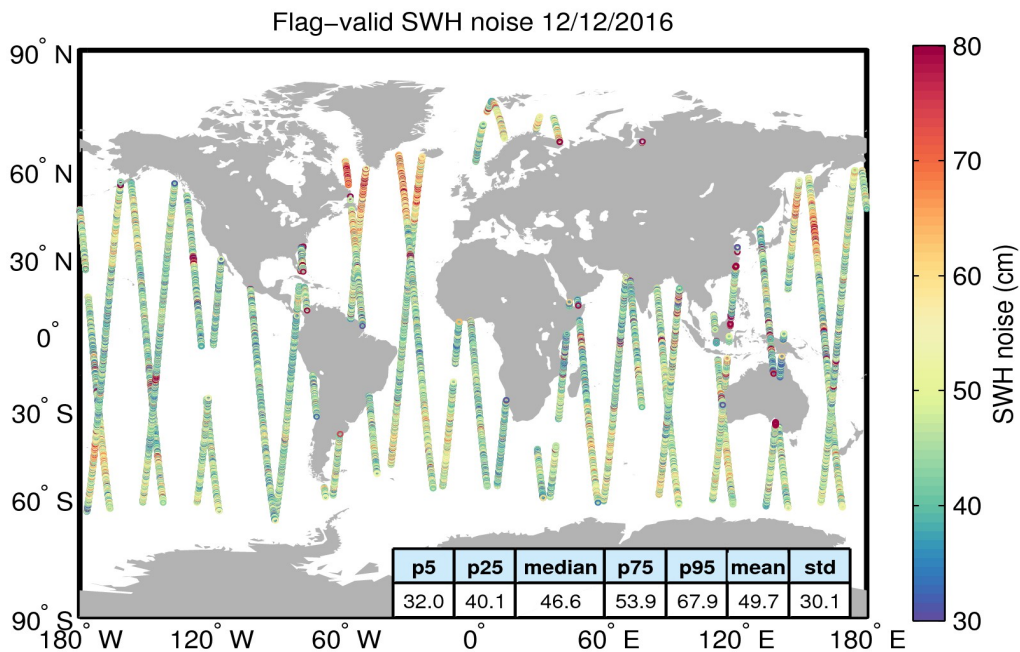 Flag−valid SWH noise 12/12/2016
90° N
60° N
30° N
0°
30° S
60° S
90° S
180° W
120° W
60° W
0°
60° E
120° E
180° E
p5 p25 median p75 p95 mean std
32.0 40.1 46.6 53.9 67.9 49.7 30.1
80
70
60
50
40
30
SWH noise (cm)